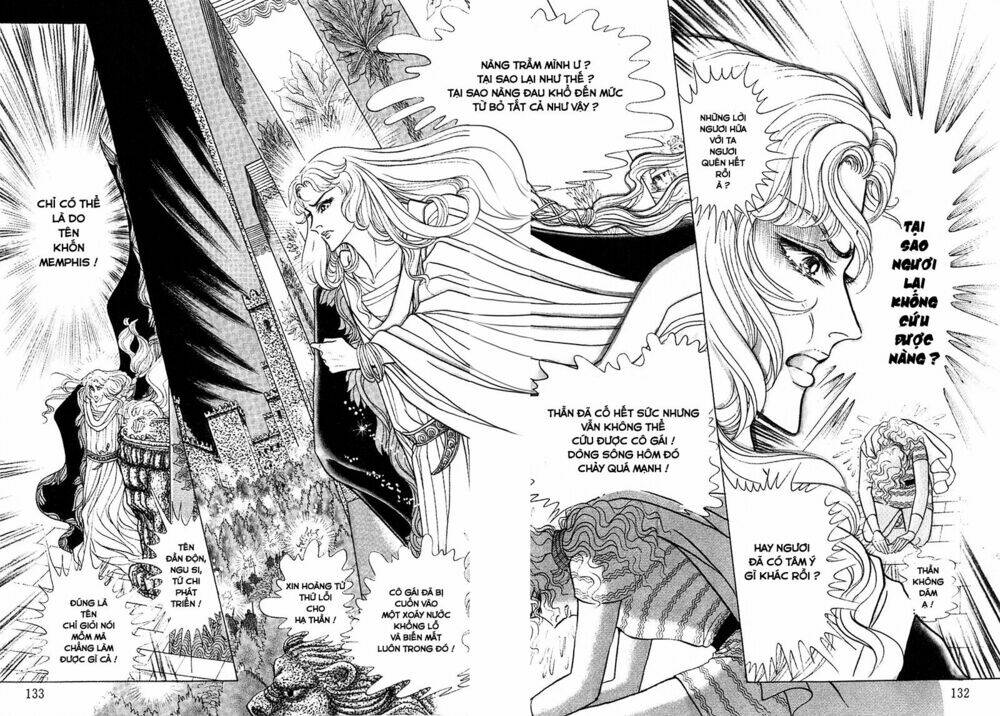 TẠI
SAO
NGƯƠI
LẠI
KHÔNG
CỨU
ĐƯỢC
NÀNG ?
NHỮNG LỜI
NGƯƠI HỨA
VỚI TA
NGƯƠI
QUÊN HẾT
RỒI
À ?
HAY NGƯƠI
ĐÃ CÓ TÂM Ý
GÌ KHÁC RỒI ?
THẦN
KHÔNG
DÁM
Ạ !
132
NÀNG TRẦM MÌNH Ư ?
TẠI SAO LẠI NHƯ THẾ ?
TẠI SAO NÀNG ĐAU KHỔ ĐẾN MỨC
TỪ BỎ TẤT CẢ NHƯ VẬY ?
THẦN ĐÃ CỐ HẾT SỨC NHƯNG
VẪN KHÔNG THỂ
CỨU ĐƯỢC CÔ GÁI !
DÒNG SÔNG HÔM ĐÓ
CHẢY QUÁ MẠNH !
CÔ GÁI ĐÃ BỊ
CUỐN VÀO
MỘT XOÁY NƯỚC
KHỔNG LỒ
VÀ BIẾN MẤT
LUÔN TRONG ĐÓ !
XIN HOÀNG TỬ
THỨ LỖI
CHO
HẠ THẦN !
CHỈ CÓ THỂ
LÀ DO
TÊN
KHỐN
MEMPHIS !
TÊN
ĐẦN ĐỘN,
NGU SI,
TỨ CHI
PHÁT
TRIỂN !
ĐÚNG LÀ
TÊN
CHỈ GIỎI NÓI
MỒM MÀ
CHẲNG LÀM
ĐƯỢC GÌ CẢ !
133